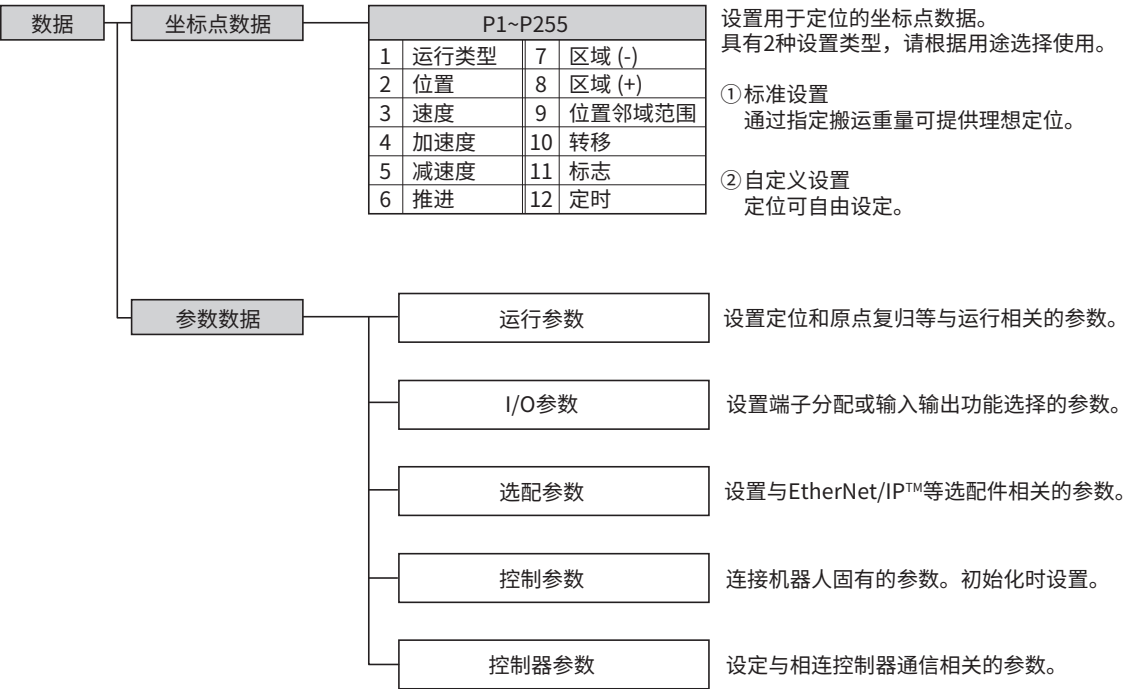 数据
坐标点数据
P1~P255
1 运行类型 7 区域 (-)
2 位置 8 区域 (+)
3 速度 9 位置邻域范围
4 加速度 10 转移
5 减速度 11 标志
6 推进 12 定时
设置用于定位的坐标点数据。
具有2种设置类型，请根据用途选择使用。
①标准设置
通过指定搬运重量可提供理想定位。
②自定义设置
定位可自由设定。
参数数据
运行参数
设置定位和原点复归等与运行相关的参数。
I/O参数
设置端子分配或输入输出功能选择的参数。
选配参数
设置与EtherNet/IP™等选配件相关的参数。
控制参数
连接机器人固有的参数。初始化时设置。
控制器参数
设定与相连控制器通信相关的参数。